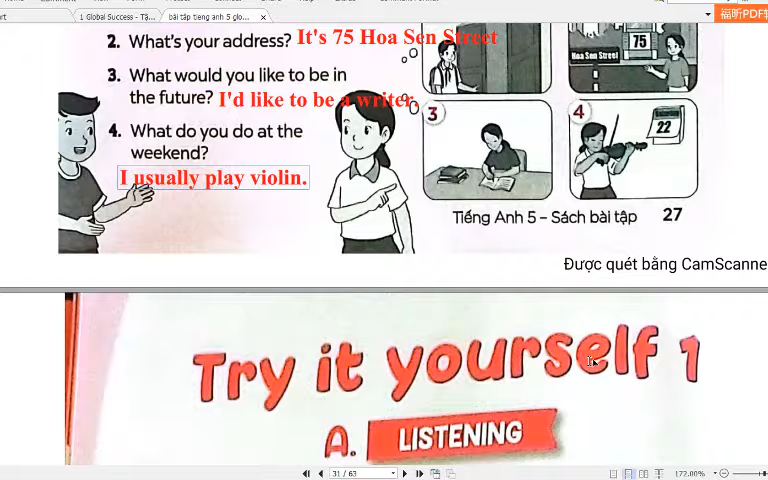 1 Global Success - Tậ...
bài tập tieng anh 5 glo...
2. What's your address? It's 75 Hoa Sen Street
3. What would you like to be in
the future? I'd like to be a writer.
4. What do you do at the
weekend?
I usually play violin.
75
Hoa Sen Street
3
4
22
Tiếng Anh 5 – Sách bài tập 27
Được quét bằng CamScanne
Try it yourself 1
A. LISTENING
31 / 63
172.00%